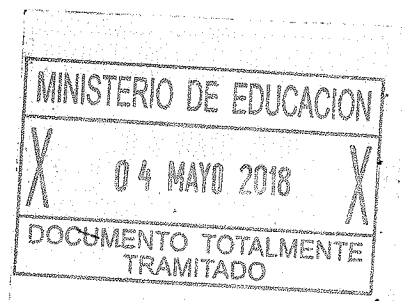 MINISTERIO DE EDUCACION
X 04 MAYO 2018 X
DOCUMENTO TOTALMENTE
TRAMITADO